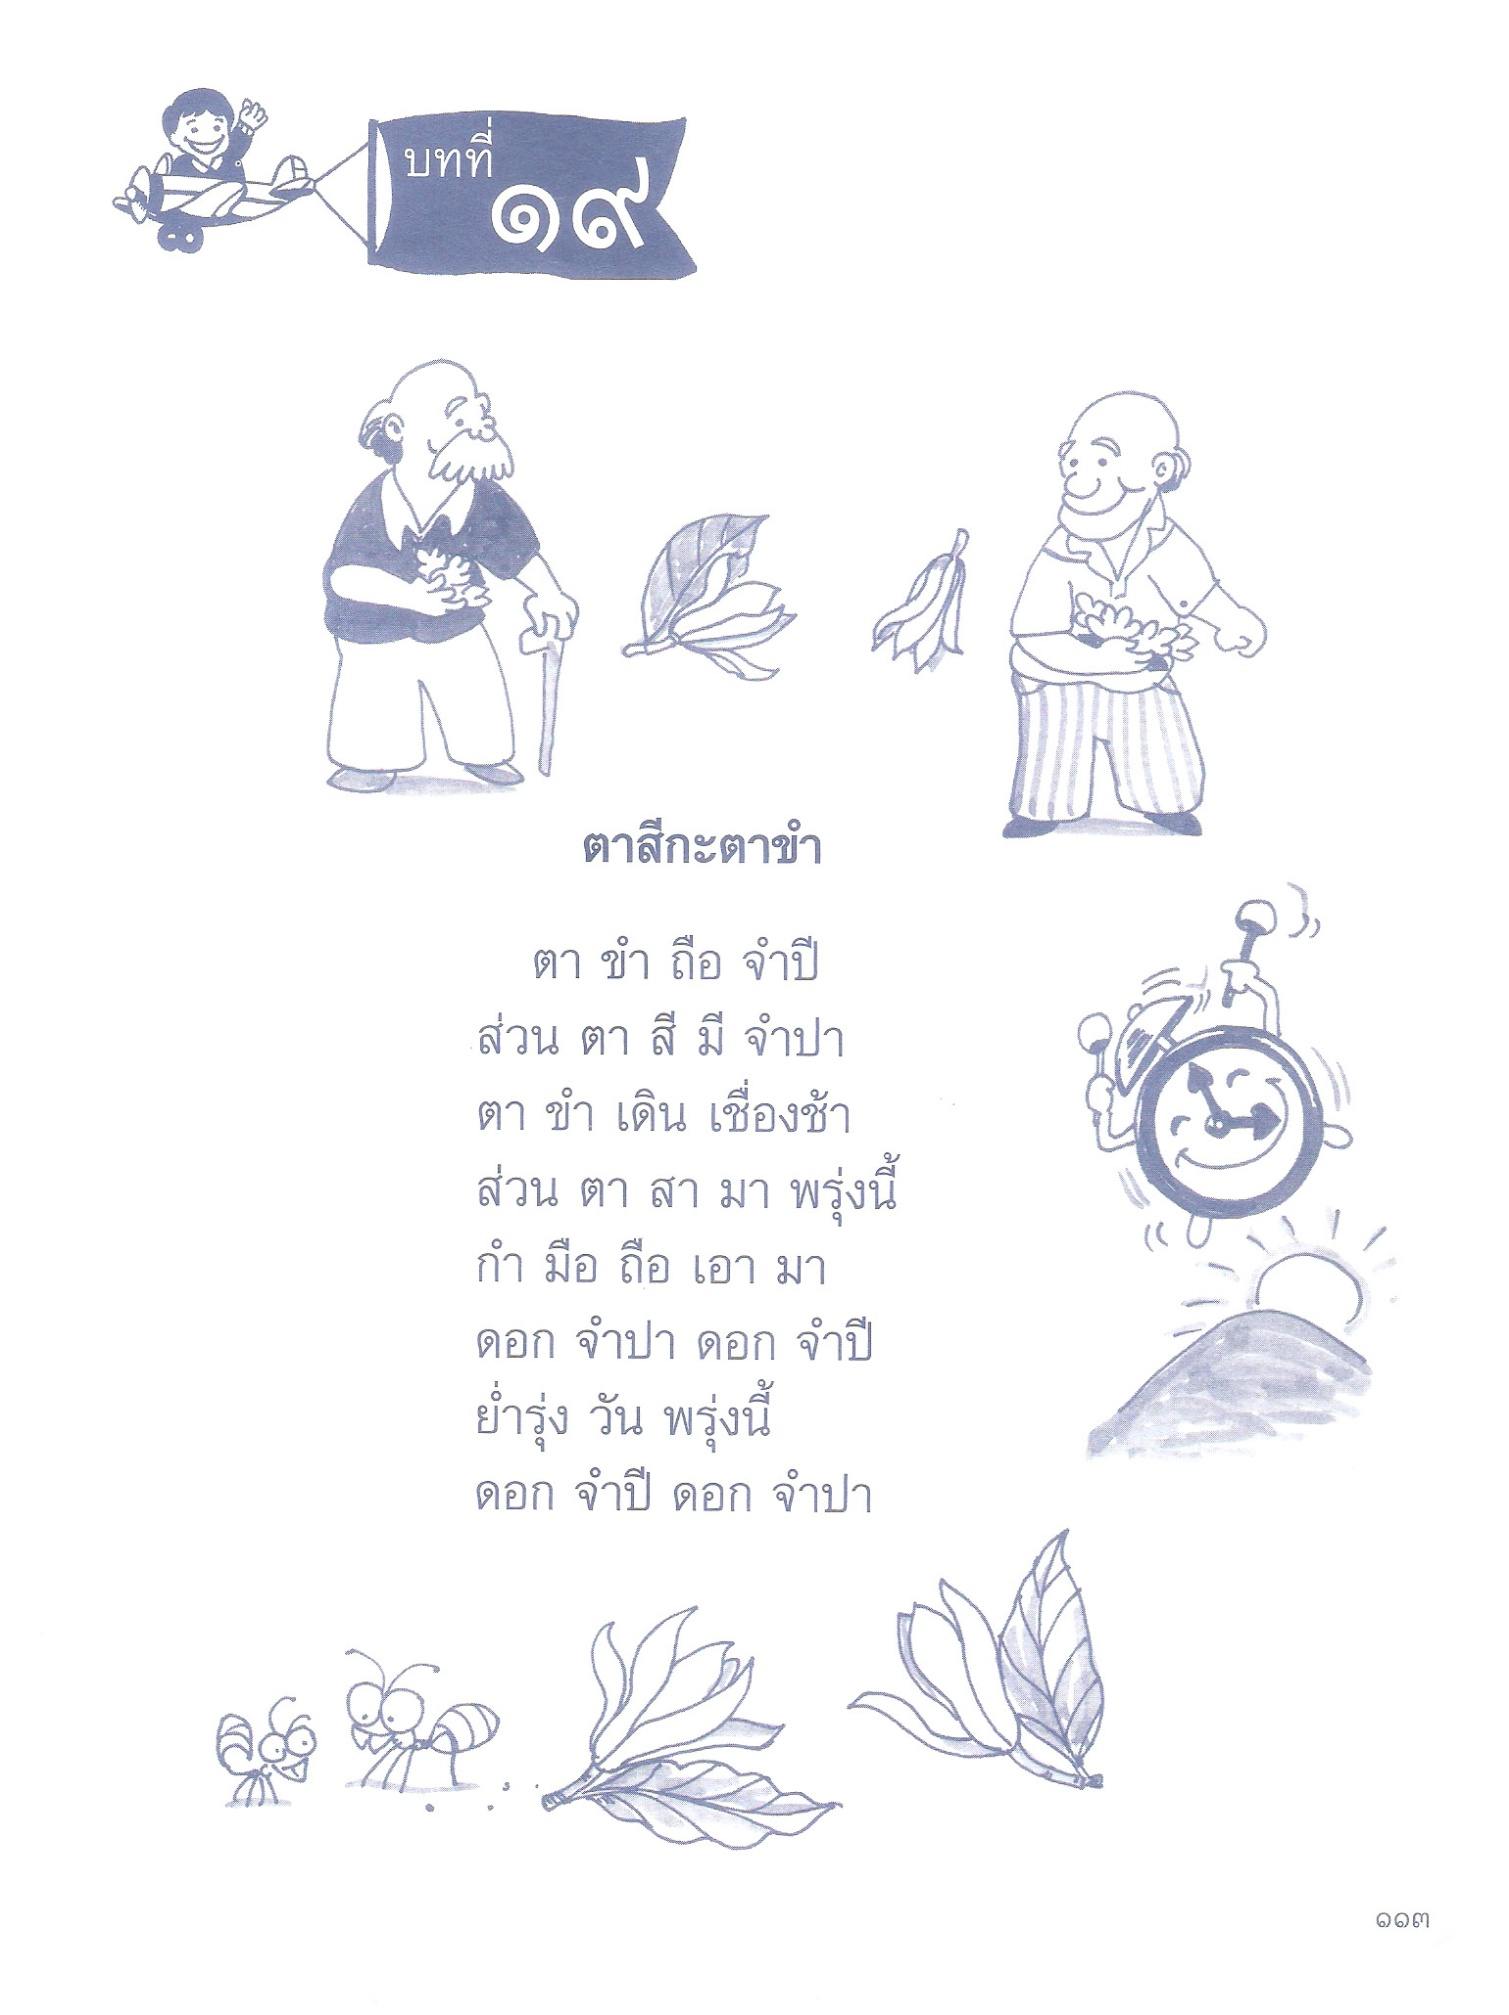 บทที่
๑๙
ตาสีกะตาขำ
ตา ขำ ถือ จำปี
ส่วน ตา สี มี จำปา
ตา ขำ เดิน เชื่องช้า
ส่วน ตา สา มา พรุ่งนี้
กำ มือ ถือ เอา มา
ดอก จำปา ดอก จำปี
ย่ำรุ่ง วัน พรุ่งนี้
ดอก จำปี ดอก จำปา
๑๑๓